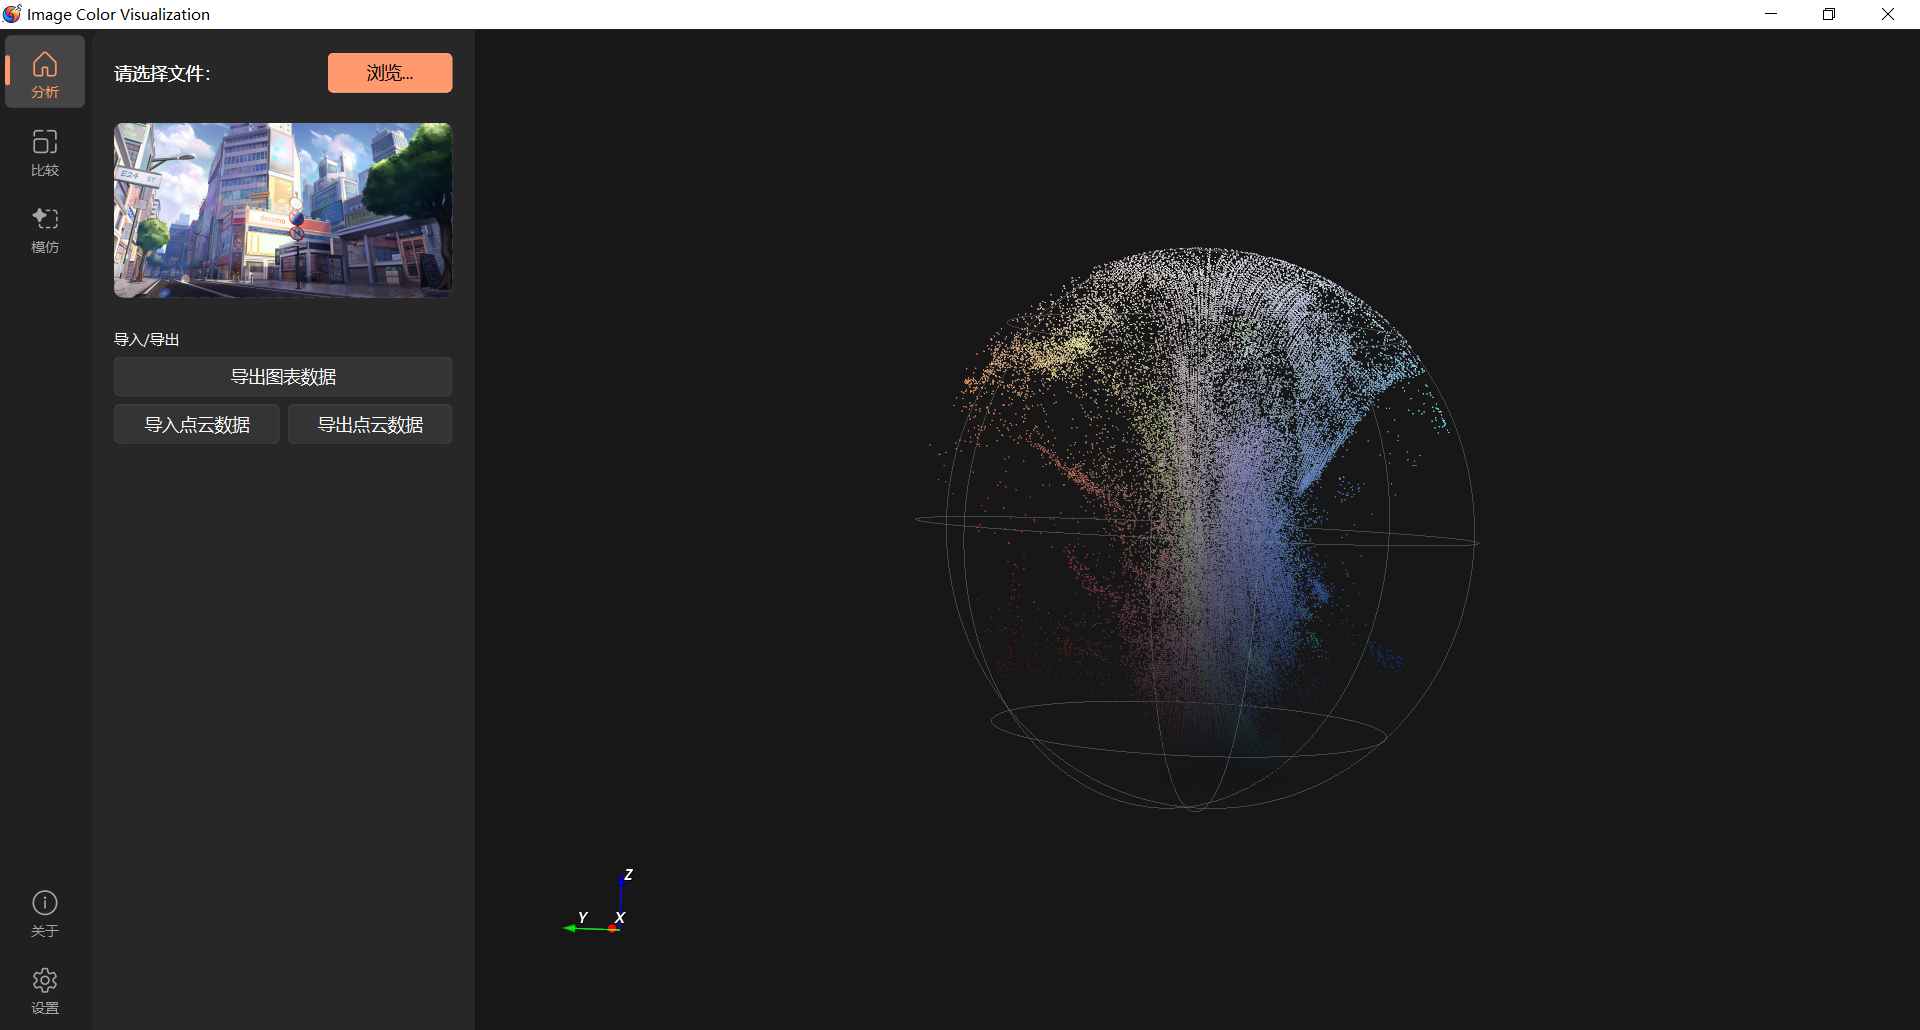 Image Color Visualization
分析
比较
模仿
关于
设置
请选择文件：
浏览...
E24 ST
docomo
导入/导出
导出图表数据
导入点云数据
导出点云数据
Z
Y
X